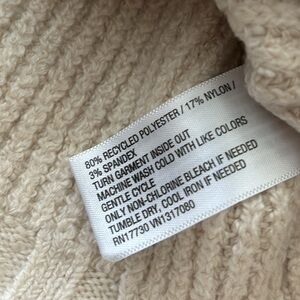 80% RECYCLED POLYESTER / 17% NYLON /
3% SPANDEX
TURN GARMENT INSIDE OUT
MACHINE WASH COLD WITH LIKE COLORS
GENTLE CYCLE
ONLY NON-CHLORINE BLEACH IF NEEDED
TUMBLE DRY, COOL IRON IF NEEDED
RN17730 VN1317080